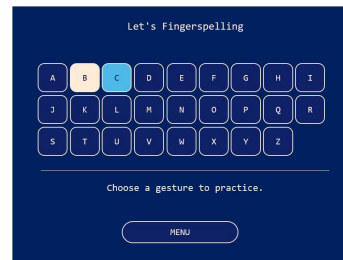 Let's Fingerspelling
A B C D E F G H I
J K L M N O P Q R
S T U V W X Y Z
Choose a gesture to practice.
MENU